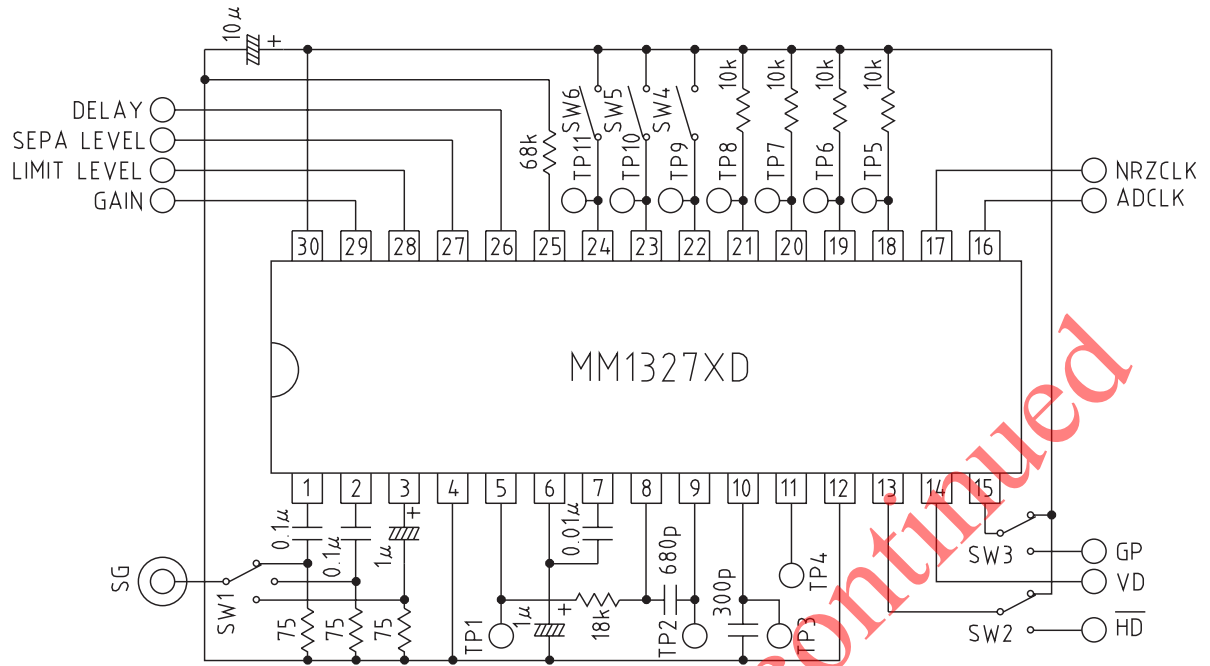 10μ
+
DELAY
SEPA LEVEL
LIMIT LEVEL
GAIN
68k
SW6
SW5
SW4
10k
10k
10k
10k
TP11
TP10
TP9
TP8
TP7
TP6
TP5
NRZCLK
ADCLK
30 29 28 27 26 25 24 23 22 21 20 19 18 17 16
MM1327XD
1 2 3 4 5 6 7 8 9 10 11 12 13 14 15
0.1μ
0.1μ
1μ
+
0.01μ
680p
300p
TP4
SW3
GP
VD
SG
SW1
75
75
75
TP1
1μ
+
18k
TP2
TP3
SW2
HD
continued